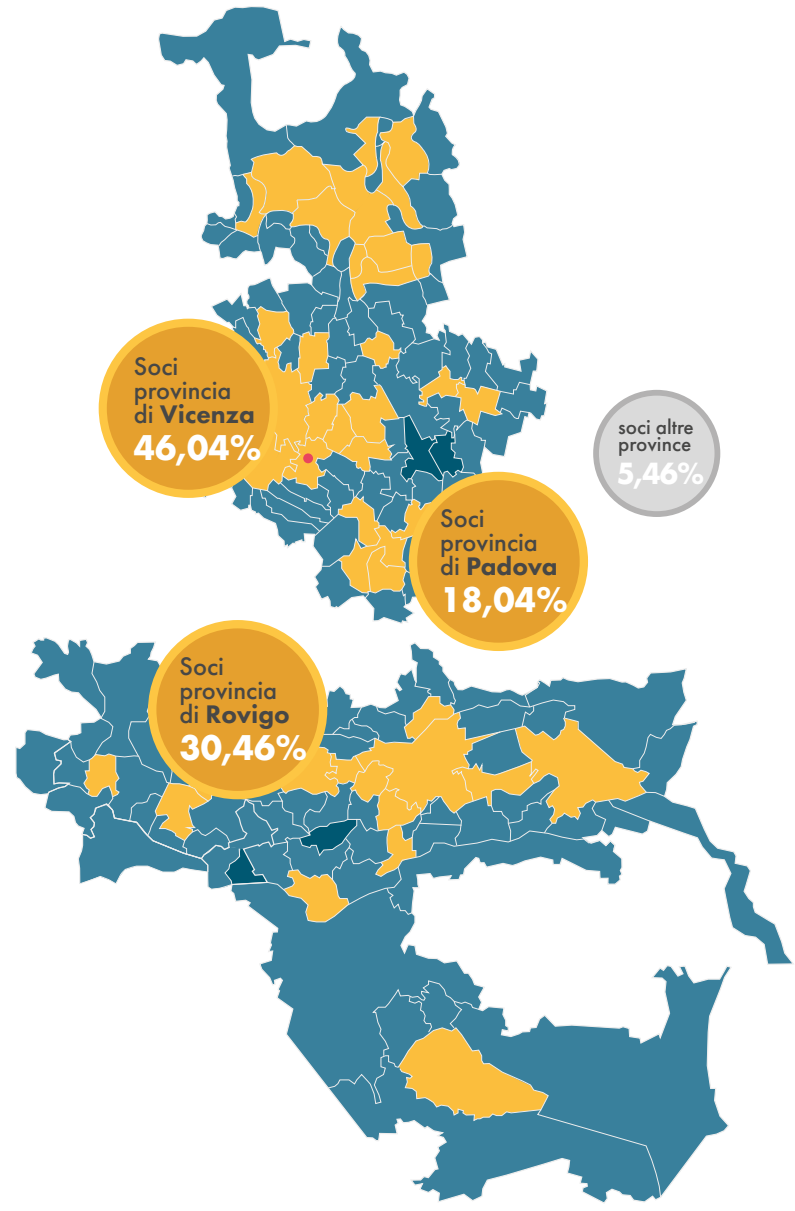 Soci
provincia
di Vicenza
46,04%
soci altre
province
5,46%
Soci
provincia
di Padova
18,04%
Soci
provincia
di Rovigo
30,46%